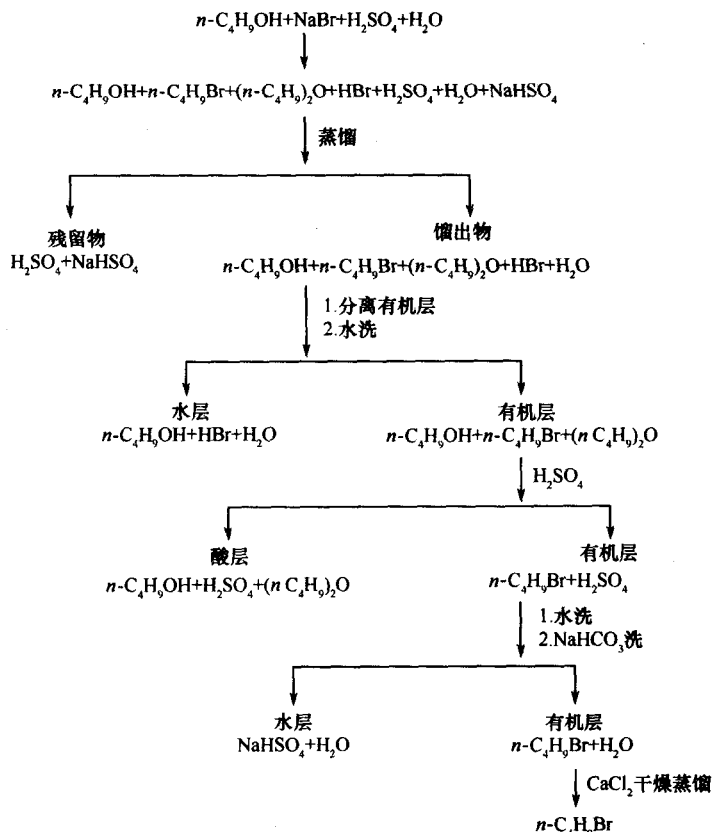 n-C₄H₉OH+NaBr+H₂SO₄+H₂O
n-C₄H₉OH+n-C₄H₉Br+(n-C₄H₉)₂O+HBr+H₂SO₄+H₂O+NaHSO₄
蒸馏
残留物
H₂SO₄+NaHSO₄
馏出物
n-C₄H₉OH+n-C₄H₉Br+(n-C₄H₉)₂O+HBr+H₂O
1.分离有机层
2.水洗
水层
n-C₄H₉OH+HBr+H₂O
有机层
n-C₄H₉OH+n-C₄H₉Br+(n C₄H₉)₂O
H₂SO₄
酸层
n-C₄H₉OH+H₂SO₄+(n C₄H₉)₂O
有机层
n-C₄H₉Br+H₂SO₄
1.水洗
2.NaHCO₃洗
水层
NaHSO₄+H₂O
有机层
n-C₄H₉Br+H₂O
CaCl₂干燥蒸馏
n-C₄H₉Br